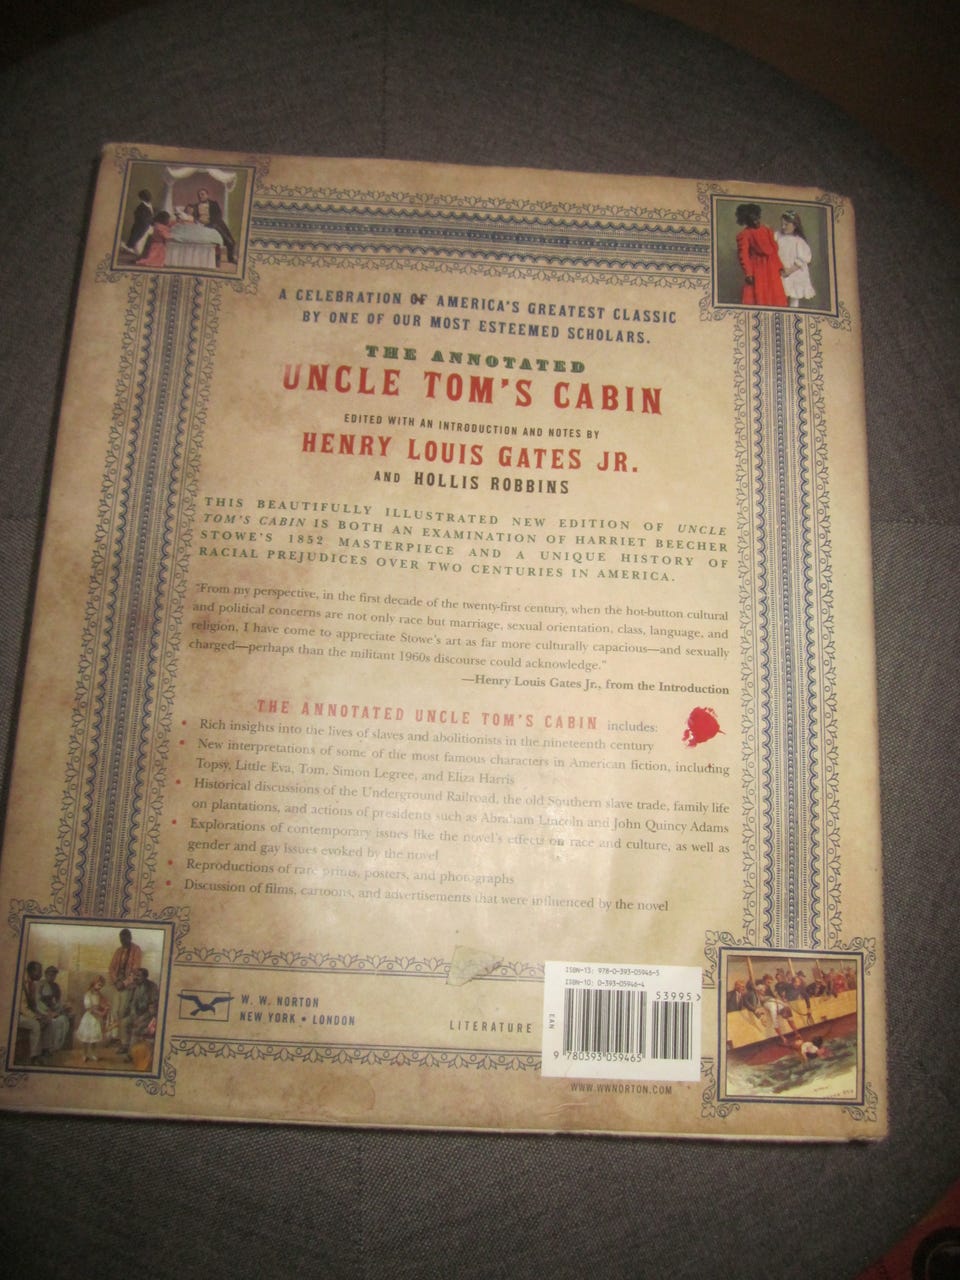 A CELEBRATION OF AMERICA'S GREATEST CLASSIC
BY ONE OF OUR MOST ESTEEMED SCHOLARS.
THE ANNOTATED
UNCLE TOM'S CABIN
EDITED WITH AN INTRODUCTION AND NOTES BY
HENRY LOUIS GATES JR.
AND HOLLIS ROBBINS
THIS BEAUTIFULLY ILLUSTRATED NEW EDITION OF UNCLE
TOM'S CABIN IS BOTH AN EXAMINATION OF HARRIET BEECHER
STOWE'S 1852 MASTERPIECE AND A UNIQUE HISTORY OF
RACIAL PREJUDICES OVER TWO CENTURIES IN AMERICA.
"From my perspective, in the first decade of the twenty-first century, when the hot-button cultural
and political concerns are not only race but marriage, sexual orientation, class, language, and
religion, I have come to appreciate Stowe's art as far more culturally capacious—and sexually
charged—perhaps than the militant 1960s discourse could acknowledge."
—Henry Louis Gates Jr., from the Introduction
THE ANNOTATED UNCLE TOM'S CABIN includes:
• Rich insights into the lives of slaves and abolitionists in the nineteenth century
• New interpretations of some of the most famous characters in American fiction, including
Topsy, Little Eva, Tom, Simon Legree, and Eliza Harris
• Historical discussions of the Underground Railroad, the old Southern slave trade, family life
on plantations, and actions of presidents such as Abraham Lincoln and John Quincy Adams
• Explorations of contemporary issues like the novel's effects on race and culture, as well as
gender and gay issues evoked by the novel
• Reproductions of rare prints, posters, and photographs
• Discussion of films, cartoons, and advertisements that were influenced by the novel
W. W. NORTON
NEW YORK • LONDON
LITERATURE
ISBN-13: 978-0-393-05946-5
ISBN-10: 0-393-05946-4
53995>
EAN
9 780393 059465
WWW.WWNORTON.COM